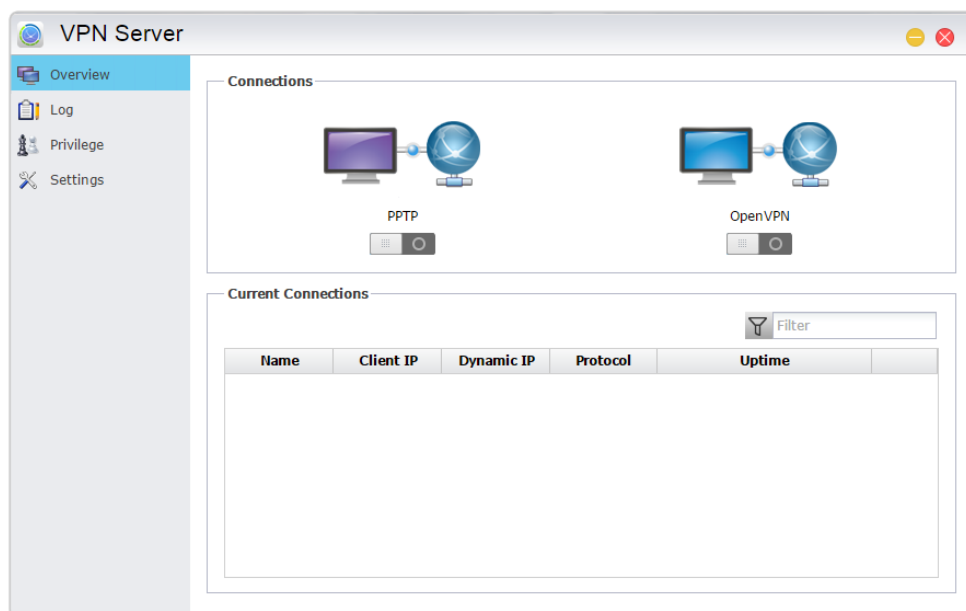 VPN Server
Overview
Log
Privilege
Settings
Connections
PPTP
OpenVPN
Current Connections
Filter
Name Client IP Dynamic IP Protocol Uptime